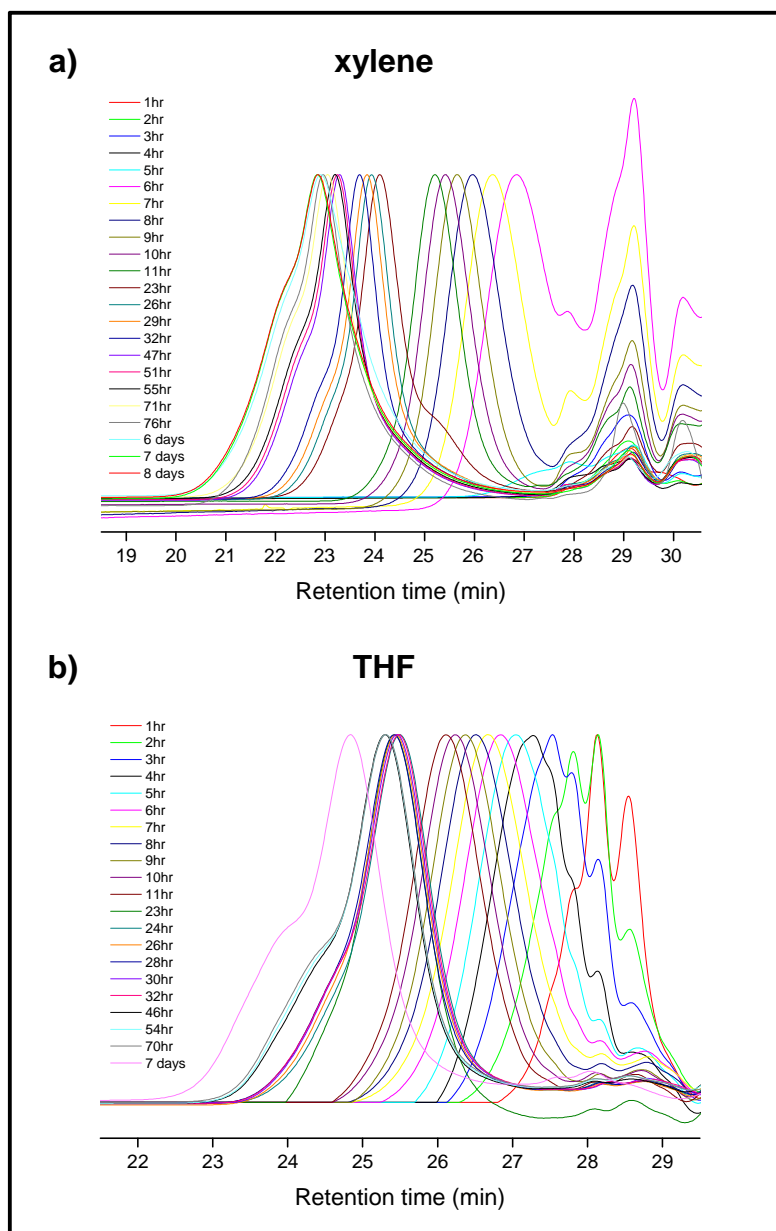 a) xylene
1hr
2hr
3hr
4hr
5hr
6hr
7hr
8hr
9hr
10hr
11hr
23hr
26hr
29hr
32hr
47hr
51hr
55hr
71hr
76hr
6 days
7 days
8 days
19 20 21 22 23 24 25 26 27 28 29 30
Retention time (min)
b) THF
1hr
2hr
3hr
4hr
5hr
6hr
7hr
8hr
9hr
10hr
11hr
23hr
24hr
26hr
28hr
30hr
32hr
46hr
54hr
70hr
7 days
22 23 24 25 26 27 28 29
Retention time (min)